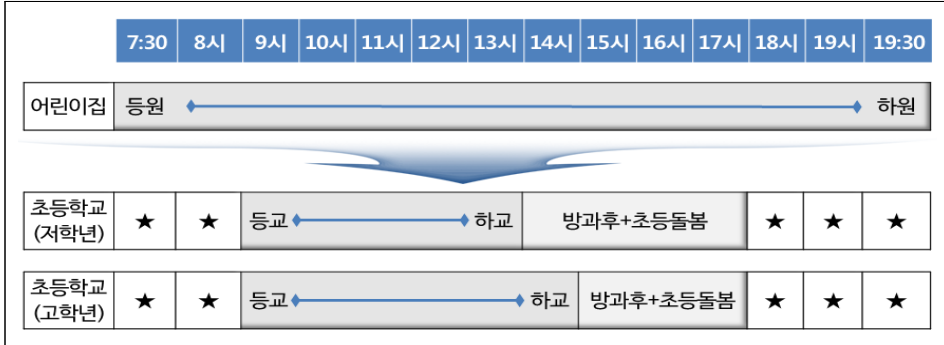 7:30 8시 9시 10시 11시 12시 13시 14시 15시 16시 17시 18시 19시 19:30
어린이집 등원 하원
초등학교
(저학년)
★ ★ 등교 하교 방과후+초등돌봄 ★ ★ ★
초등학교
(고학년)
★ ★ 등교 하교 방과후+초등돌봄 ★ ★ ★